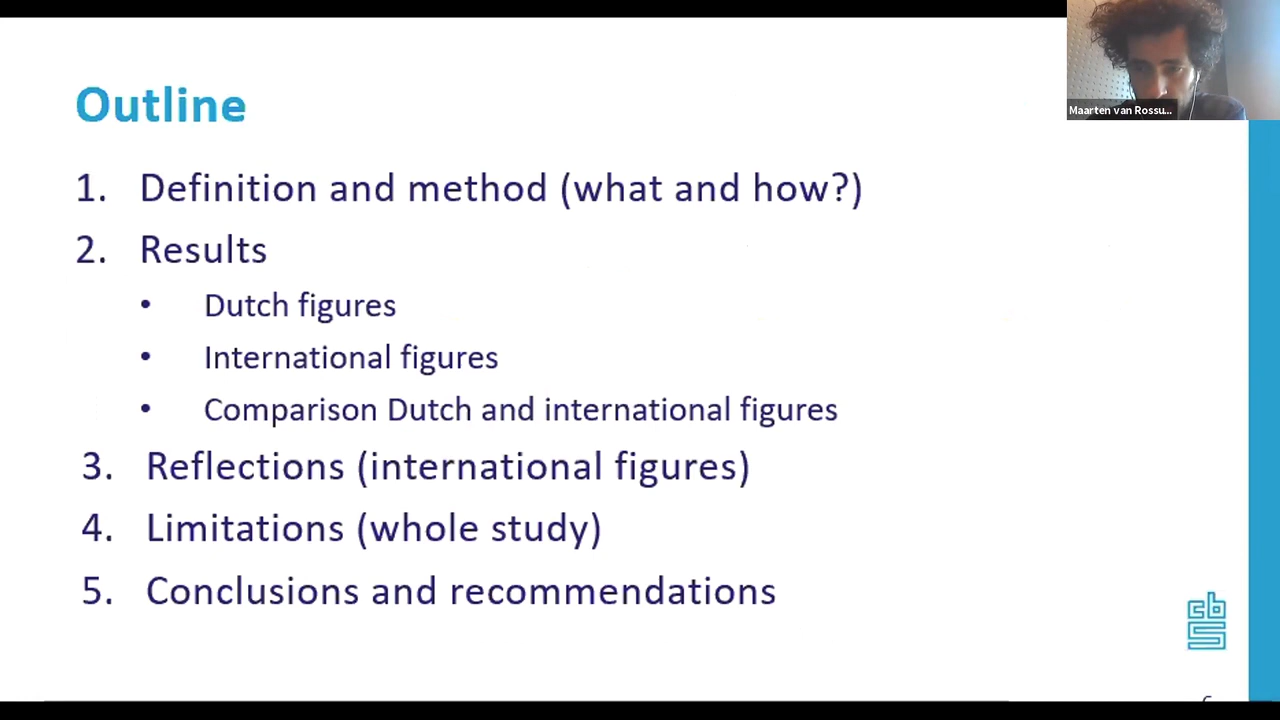 Outline
Maarten van Rossu...
1. Definition and method (what and how?)
2. Results
• Dutch figures
• International figures
• Comparison Dutch and international figures
3. Reflections (international figures)
4. Limitations (whole study)
5. Conclusions and recommendations
cbs